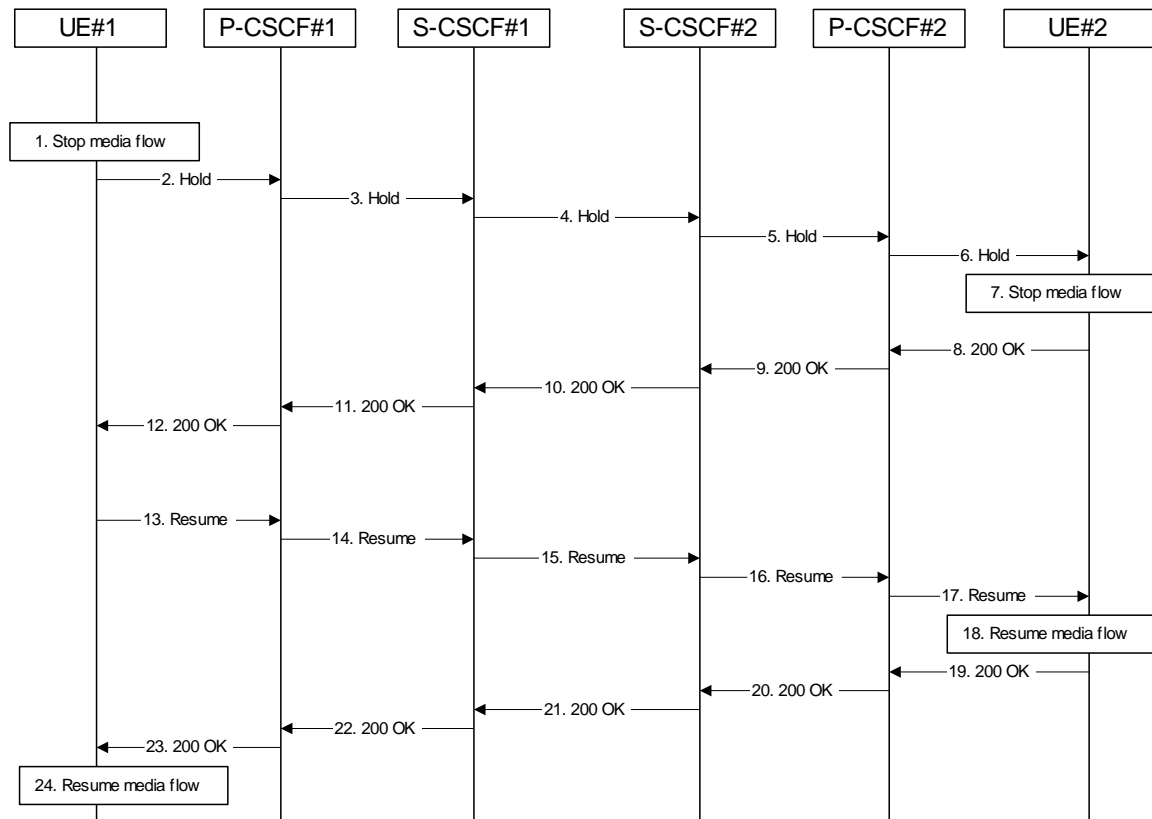 UE#1
P-CSCF#1
S-CSCF#1
S-CSCF#2
P-CSCF#2
UE#2
1. Stop media flow
2. Hold
3. Hold
4. Hold
5. Hold
6. Hold
7. Stop media flow
8. 200 OK
9. 200 OK
10. 200 OK
11. 200 OK
12. 200 OK
13. Resume
14. Resume
15. Resume
16. Resume
17. Resume
18. Resume media flow
19. 200 OK
20. 200 OK
21. 200 OK
22. 200 OK
23. 200 OK
24. Resume media flow